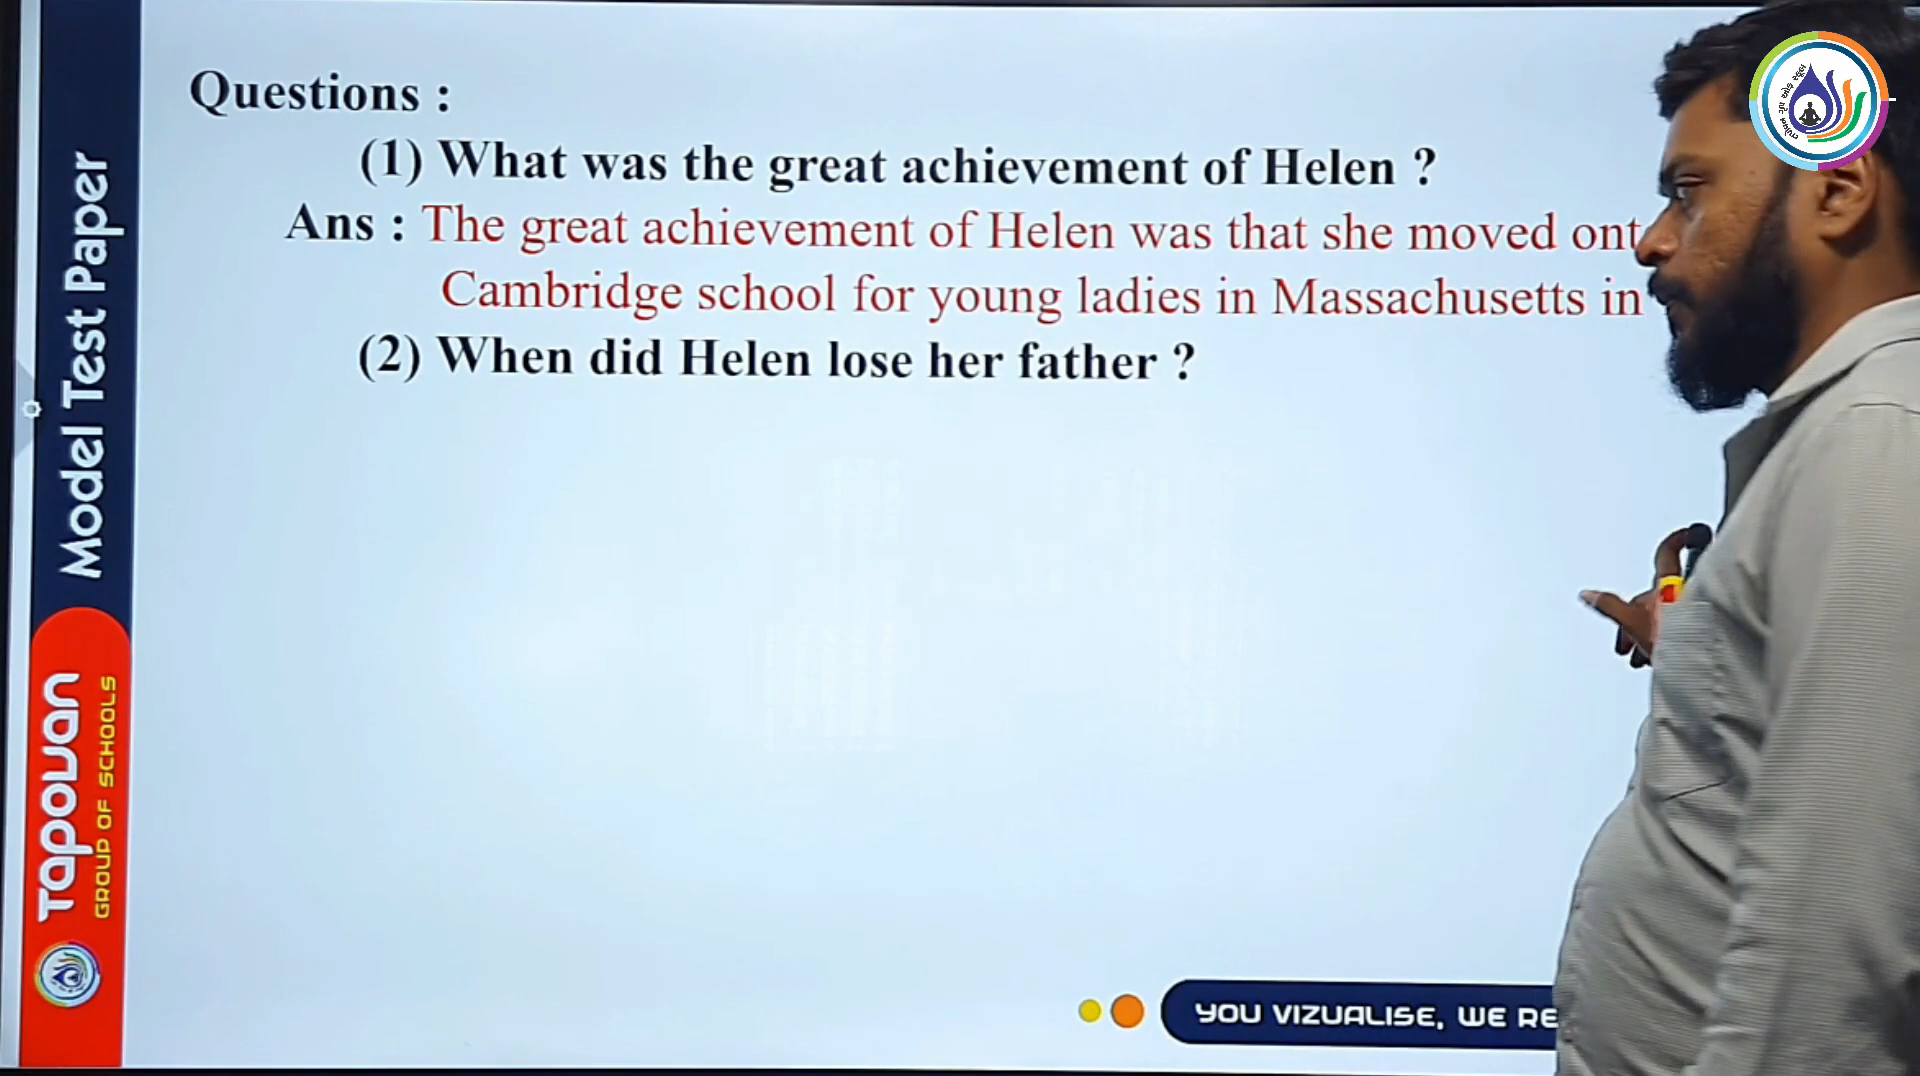 Questions :
(1) What was the great achievement of Helen ?
Ans : The great achievement of Helen was that she moved
Cambridge school for young ladies in Massachusetts in
(2) When did Helen lose her father ?
Model Test Paper
Tapovan
GROUP OF SCHOOLS
YOU VIZUALISE, WE